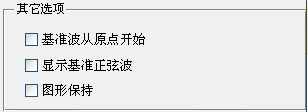 其它选项
基准波从原点开始
显示基准正弦波
图形保持